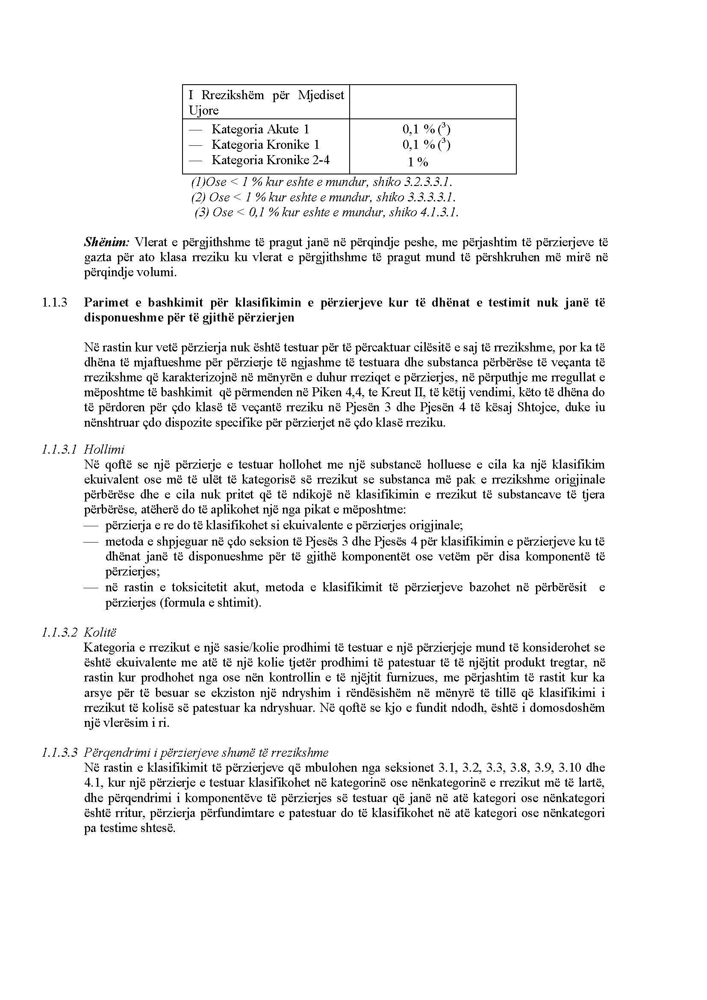 I Rrezikshëm për Mjediset
Ujore
— Kategoria Akute 1 0,1 % (³)
— Kategoria Kronike 1 0,1 % (³)
— Kategoria Kronike 2-4 1 %
(1)Ose < 1 % kur eshte e mundur, shiko 3.2.3.3.1.
(2) Ose < 1 % kur eshte e mundur, shiko 3.3.3.3.1.
(3) Ose < 0,1 % kur eshte e mundur, shiko 4.1.3.1.
Shënim: Vlerat e përgjithshme të pragut janë në përqindje peshe, me përjashtim të përzierjeve të
gazta për ato klasa rreziku ku vlerat e përgjithshme të pragut mund të përshkruhen më mirë në
përqindje volumi.
1.1.3 Parimet e bashkimit për klasifikimin e përzierjeve kur të dhënat e testimit nuk janë të
disponueshme për të gjithë përzierjen
Në rastin kur vetë përzierja nuk është testuar për të përcaktuar cilësitë e saj të rrezikshme, por ka të
dhëna të mjaftueshme për përzierje të ngjashme të testuara dhe substanca përbërëse të veçanta të
rrezikshme që karakterizojnë në mënyrën e duhur rreziqet e përzierjes, në përputhje me rregullat e
mëposhtme të bashkimit që përmenden në Piken 4,4, te Kreut II, të këtij vendimi, këto të dhëna do
të përdoren për çdo klasë të veçantë rreziku në Pjesën 3 dhe Pjesën 4 të kësaj Shtojce, duke iu
nënshtruar çdo dispozite specifike për përzierjet në çdo klasë rreziku.
1.1.3.1 Hollimi
Në qoftë se një përzierje e testuar hollohet me një substancë holluese e cila ka një klasifikim
ekuivalent ose më të ulët të kategorisë së rrezikut se substanca më pak e rrezikshme origjinale
përbërëse dhe e cila nuk pritet që të ndikojë në klasifikimin e rrezikut të substancave të tjera
përbërëse, atëherë do të aplikohet një nga pikat e mëposhtme:
— përzierja e re do të klasifikohet si ekuivalente e përzierjes origjinale;
— metoda e shpjeguar në çdo seksion të Pjesës 3 dhe Pjesës 4 për klasifikimin e përzierjeve ku të
dhënat janë të disponueshme për të gjithë komponentët ose vetëm për disa komponentë të
përzierjes;
— në rastin e toksicitetit akut, metoda e klasifikimit të përzierjeve bazohet në përbërësit e
përzierjes (formula e shtimit).
1.1.3.2 Kolitë
Kategoria e rrezikut e një sasie/kolie prodhimi të testuar e një përzierjeje mund të konsiderohet se
është ekuivalente me atë të një kolie tjetër prodhimi të patestuar të të njëjtit produkt tregtar, në
rastin kur prodhohet nga ose nën kontrollin e të njëjtit furnizues, me përjashtim të rastit kur ka
arsye për të besuar se ekziston një ndryshim i rëndësishëm në mënyrë të tillë që klasifikimi i
rrezikut të kolisë së patestuar ka ndryshuar. Në qoftë se kjo e fundit ndodh, është i domosdoshëm
një vlerësim i ri.
1.1.3.3 Përqendrimi i përzierjeve shumë të rrezikshme
Në rastin e klasifikimit të përzierjeve që mbulohen nga seksionet 3.1, 3.2, 3.3, 3.8, 3.9, 3.10 dhe
4.1, kur një përzierje e testuar klasifikohet në kategorinë ose nënkategorinë e rrezikut më të lartë,
dhe përqendrimi i komponentëve të përzierjes së testuar që janë në atë kategori ose nënkategori
është rritur, përzierja përfundimtare e patestuar do të klasifikohet në atë kategori ose nënkategori
pa testime shtesë.